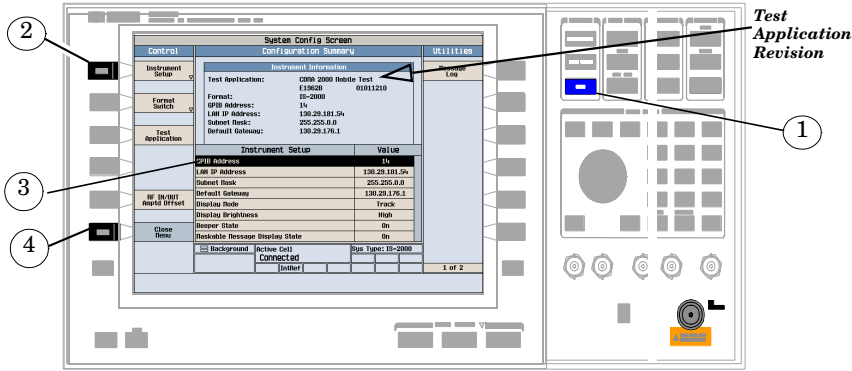 2
System Config Screen
Control
Configuration Summary
Utilities
Test
Application
Revision
Instrument
Setup
Instrument Information
Test Application: CDMA 2000 Mobile Test
E1962B 01011210
Format: IS-2000
GPIB Address: 14
LAN IP Address: 130.29.181.54
Subnet Mask: 255.255.0.0
Default Gateway: 130.29.176.1
Message
Log
Format
Switch
Test
Application
1
Instrument Setup Value
GPIB Address 14
LAN IP Address 130.29.181.54
Subnet Mask 255.255.0.0
Default Gateway 130.29.176.1
Display Mode Track
Display Brightness High
Beeper State On
Maskable Message Display State On
3
RF IN/OUT
Amptd Offset
4
Close
Menu
Background
Active Cell
Sys Type: IS-2000
Connected
IntRef
1 of 2